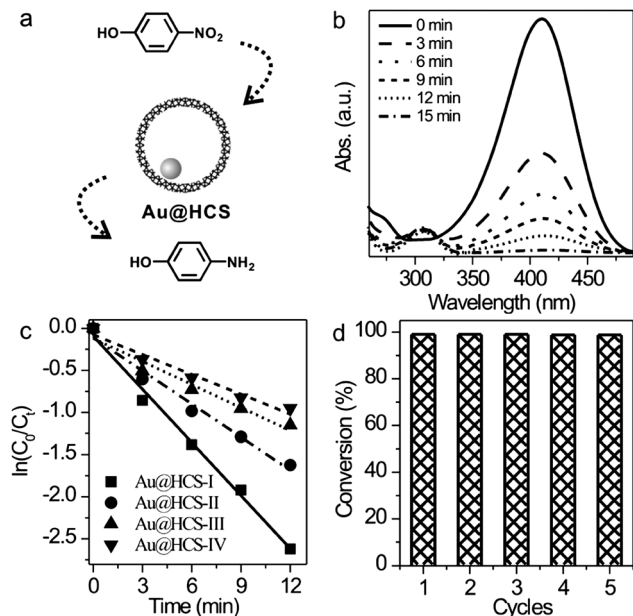 a
HO
NO₂
Au@HCS
HO
NH₂
b
Abs. (a.u.)
0 min
3 min
6 min
9 min
12 min
15 min
300 350 400 450
Wavelength (nm)
c
ln(C₀/Cₜ)
0.0
-0.5
-1.0
-1.5
-2.0
-2.5
Au@HCS-I
Au@HCS-II
Au@HCS-III
Au@HCS-IV
0 3 6 9 12
Time (min)
d
Conversion (%)
100
80
60
40
20
0
1 2 3 4 5
Cycles